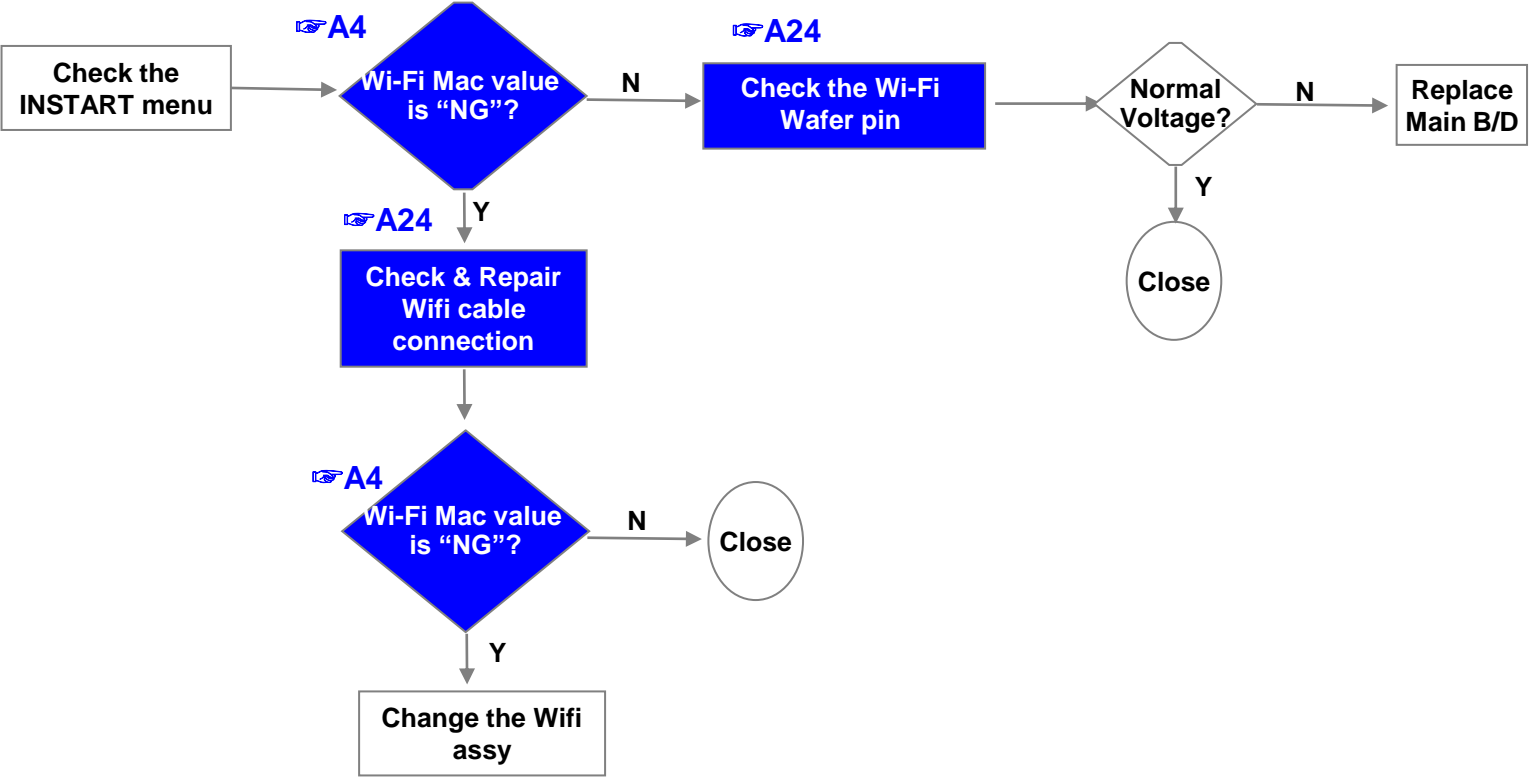 ☞A4
☞A24
Check the
INSTART menu
Wi-Fi Mac value
is “NG”?
N
Check the Wi-Fi
Wafer pin
Normal
Voltage?
N
Replace
Main B/D
Y
☞A24
Y
Close
Check & Repair
Wifi cable
connection
☞A4
Wi-Fi Mac value
is “NG”?
N
Close
Y
Change the Wifi
assy